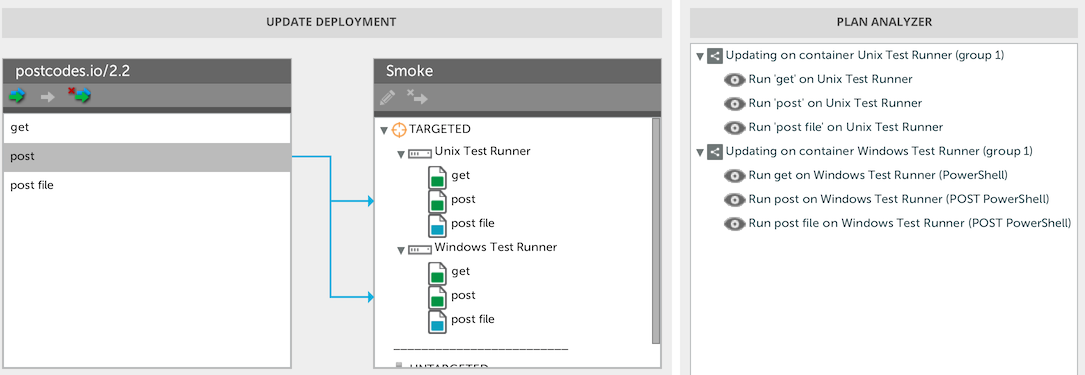 UPDATE DEPLOYMENT
postcodes.io/2.2
get
post
post file
Smoke
TARGETED
Unix Test Runner
get
post
post file
Windows Test Runner
get
post
post file
UNTARGETED
PLAN ANALYZER
Updating on container Unix Test Runner (group 1)
Run 'get' on Unix Test Runner
Run 'post' on Unix Test Runner
Run 'post file' on Unix Test Runner
Updating on container Windows Test Runner (group 1)
Run get on Windows Test Runner (PowerShell)
Run post on Windows Test Runner (POST PowerShell)
Run post file on Windows Test Runner (POST PowerShell)